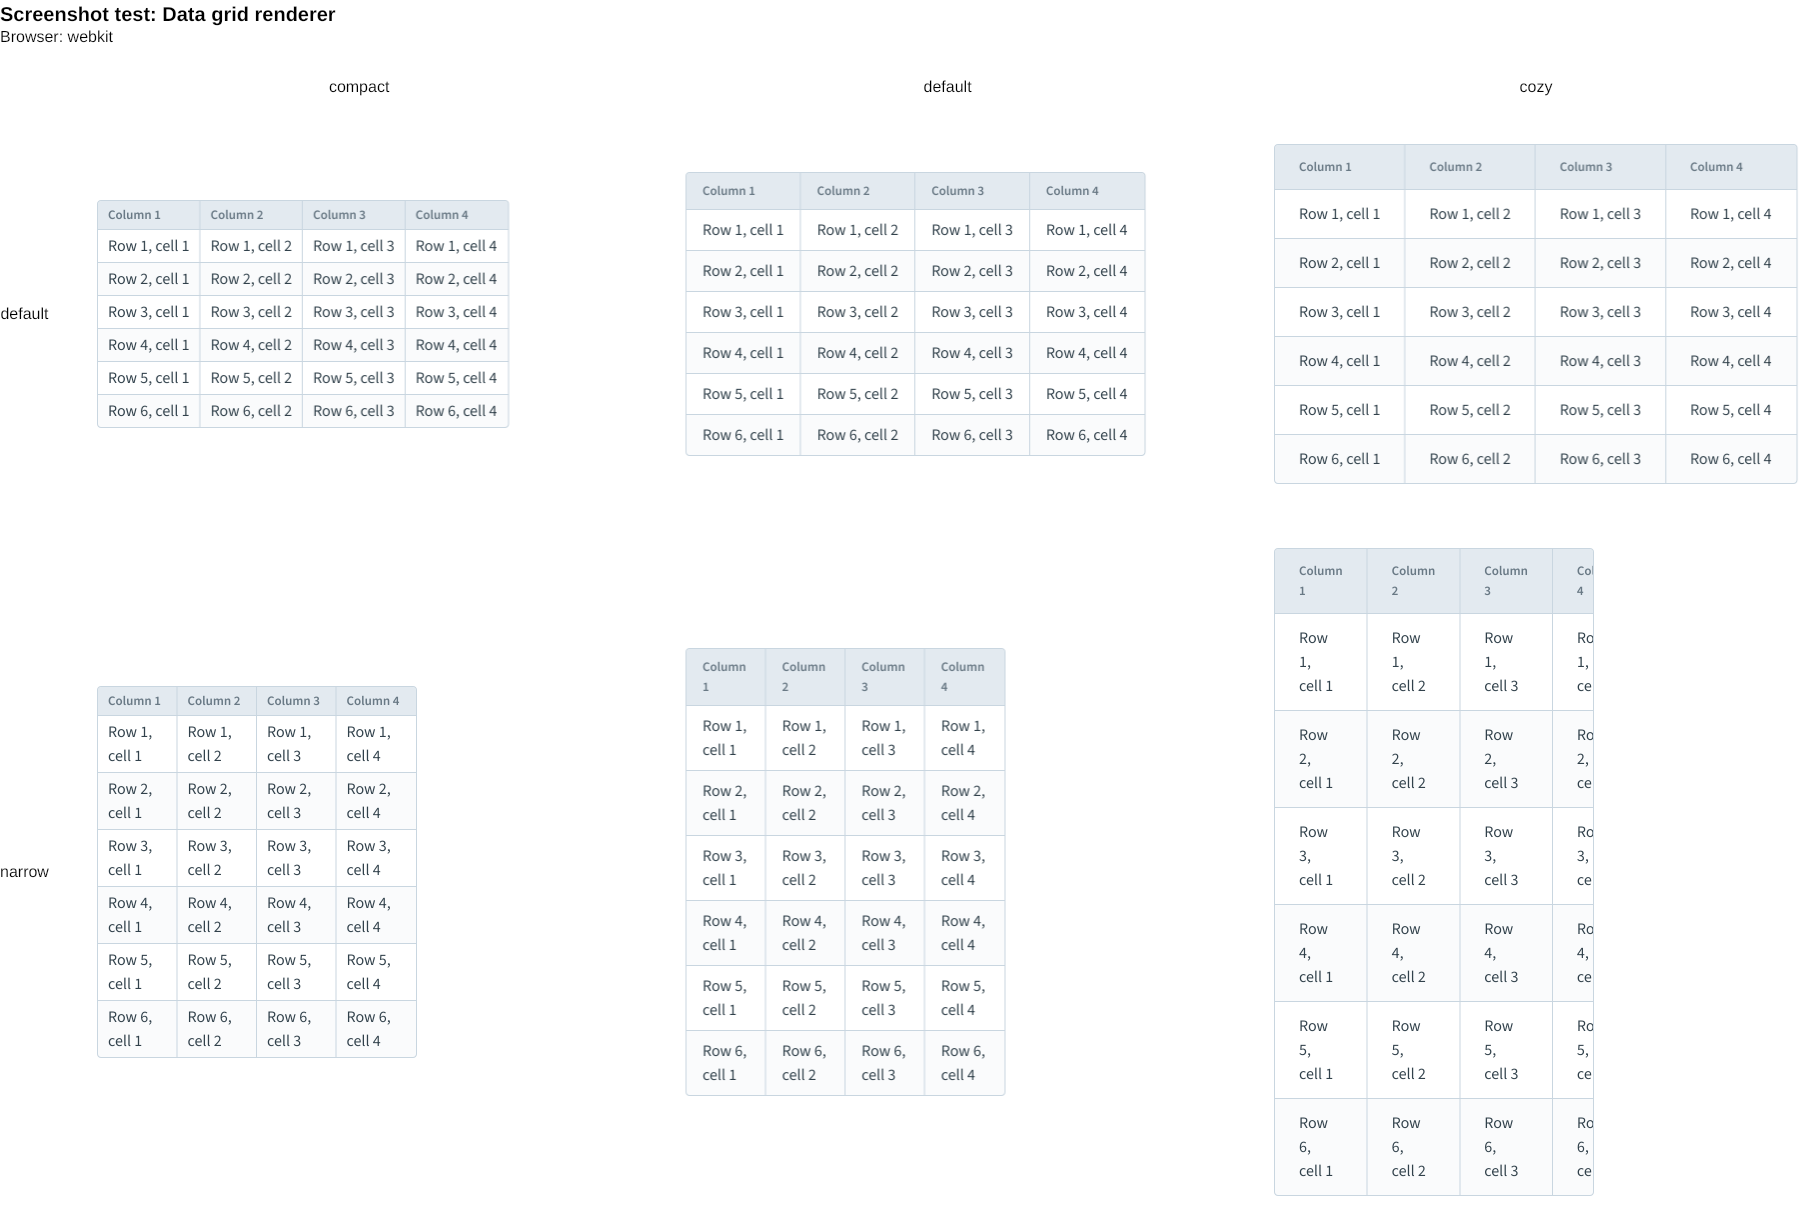 Screenshot test: Data grid renderer
Browser: webkit
compact default cozy
default
Column 1 Column 2 Column 3 Column 4
Row 1, cell 1 Row 1, cell 2 Row 1, cell 3 Row 1, cell 4
Row 2, cell 1 Row 2, cell 2 Row 2, cell 3 Row 2, cell 4
Row 3, cell 1 Row 3, cell 2 Row 3, cell 3 Row 3, cell 4
Row 4, cell 1 Row 4, cell 2 Row 4, cell 3 Row 4, cell 4
Row 5, cell 1 Row 5, cell 2 Row 5, cell 3 Row 5, cell 4
Row 6, cell 1 Row 6, cell 2 Row 6, cell 3 Row 6, cell 4
Column 1 Column 2 Column 3 Column 4
Row 1, cell 1 Row 1, cell 2 Row 1, cell 3 Row 1, cell 4
Row 2, cell 1 Row 2, cell 2 Row 2, cell 3 Row 2, cell 4
Row 3, cell 1 Row 3, cell 2 Row 3, cell 3 Row 3, cell 4
Row 4, cell 1 Row 4, cell 2 Row 4, cell 3 Row 4, cell 4
Row 5, cell 1 Row 5, cell 2 Row 5, cell 3 Row 5, cell 4
Row 6, cell 1 Row 6, cell 2 Row 6, cell 3 Row 6, cell 4
Column 1 Column 2 Column 3 Column 4
Row 1, cell 1 Row 1, cell 2 Row 1, cell 3 Row 1, cell 4
Row 2, cell 1 Row 2, cell 2 Row 2, cell 3 Row 2, cell 4
Row 3, cell 1 Row 3, cell 2 Row 3, cell 3 Row 3, cell 4
Row 4, cell 1 Row 4, cell 2 Row 4, cell 3 Row 4, cell 4
Row 5, cell 1 Row 5, cell 2 Row 5, cell 3 Row 5, cell 4
Row 6, cell 1 Row 6, cell 2 Row 6, cell 3 Row 6, cell 4
narrow
Column 1 Column 2 Column 3 Column 4
Row 1, Row 1, Row 1, Row 1,
cell 1 cell 2 cell 3 cell 4
Row 2, Row 2, Row 2, Row 2,
cell 1 cell 2 cell 3 cell 4
Row 3, Row 3, Row 3, Row 3,
cell 1 cell 2 cell 3 cell 4
Row 4, Row 4, Row 4, Row 4,
cell 1 cell 2 cell 3 cell 4
Row 5, Row 5, Row 5, Row 5,
cell 1 cell 2 cell 3 cell 4
Row 6, Row 6, Row 6, Row 6,
cell 1 cell 2 cell 3 cell 4
Column Column Column Column
1 2 3 4
Row 1, Row 1, Row 1, Row 1,
cell 1 cell 2 cell 3 cell 4
Row 2, Row 2, Row 2, Row 2,
cell 1 cell 2 cell 3 cell 4
Row 3, Row 3, Row 3, Row 3,
cell 1 cell 2 cell 3 cell 4
Row 4, Row 4, Row 4, Row 4,
cell 1 cell 2 cell 3 cell 4
Row 5, Row 5, Row 5, Row 5,
cell 1 cell 2 cell 3 cell 4
Row 6, Row 6, Row 6, Row 6,
cell 1 cell 2 cell 3 cell 4
Column Column Column
1 2 3 4
Row Row Row
1, 1, 1, 1,
cell 1 cell 2 cell 3
Row Row Row
2, 2, 2, 2,
cell 1 cell 2 cell 3
Row Row Row
3, 3, 3, 3,
cell 1 cell 2 cell 3
Row Row Row
4, 4, 4, 4,
cell 1 cell 2 cell 3
Row Row Row
5, 5, 5, 5,
cell 1 cell 2 cell 3
Row Row Row
6, 6, 6, 6,
cell 1 cell 2 cell 3